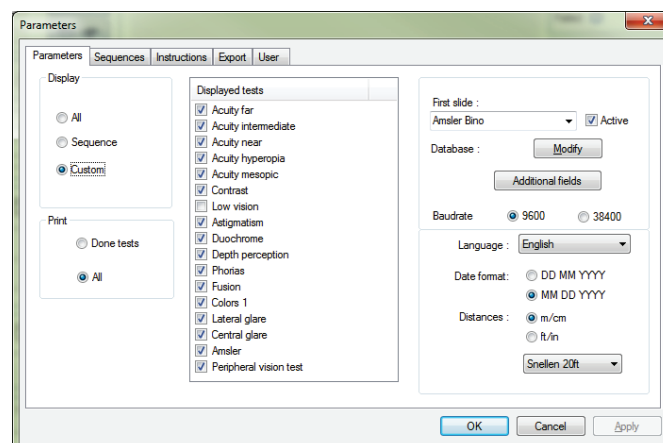 Parameters
Parameters
Sequences
Instructions
Export
User
Display
All
Sequence
Custom
Print
Done tests
All
Displayed tests
Acuity far
Acuity intermediate
Acuity near
Acuity hyperopia
Acuity mesopic
Contrast
Low vision
Astigmatism
Duochrome
Depth perception
Phorias
Fusion
Colors 1
Lateral glare
Central glare
Amsler
Peripheral vision test
First slide :
Amsler Bino
Active
Database :
Modify
Additional fields
Baudrate
9600
38400
Language :
English
Date format:
DD MM YYYY
MM DD YYYY
Distances :
m/cm
ft/in
Snellen 20ft
OK
Cancel
Apply